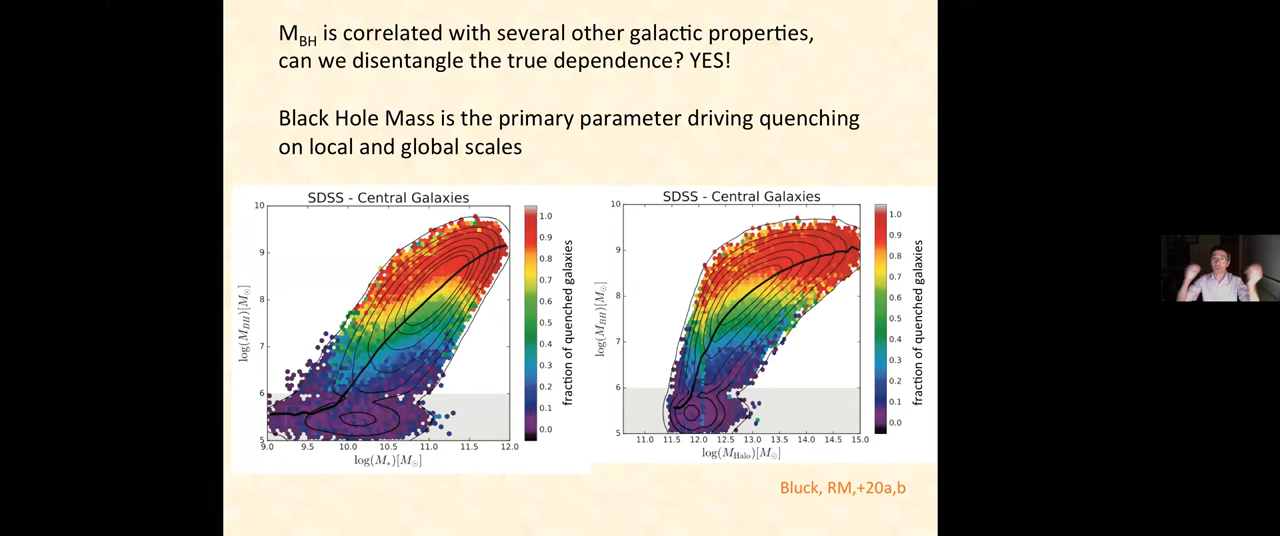 M_BH is correlated with several other galactic properties,
can we disentangle the true dependence? YES!
Black Hole Mass is the primary parameter driving quenching
on local and global scales
SDSS - Central Galaxies
10
9
8
7
6
5
9.0 9.5 10.0 10.5 11.0 11.5 12.0
log(M_BH)[M_⊙]
log(M_*)[M_⊙]
1.0
0.9
0.8
0.7
0.6
0.5
0.4
0.3
0.2
0.1
0.0
fraction of quenched galaxies
SDSS - Central Galaxies
10
9
8
7
6
5
11.0 11.5 12.0 12.5 13.0 13.5 14.0 14.5 15.0
log(M_BH)[M_⊙]
log(M_Halo)[M_⊙]
1.0
0.9
0.8
0.7
0.6
0.5
0.4
0.3
0.2
0.1
0.0
fraction of quenched galaxies
Bluck, RM,+20a,b